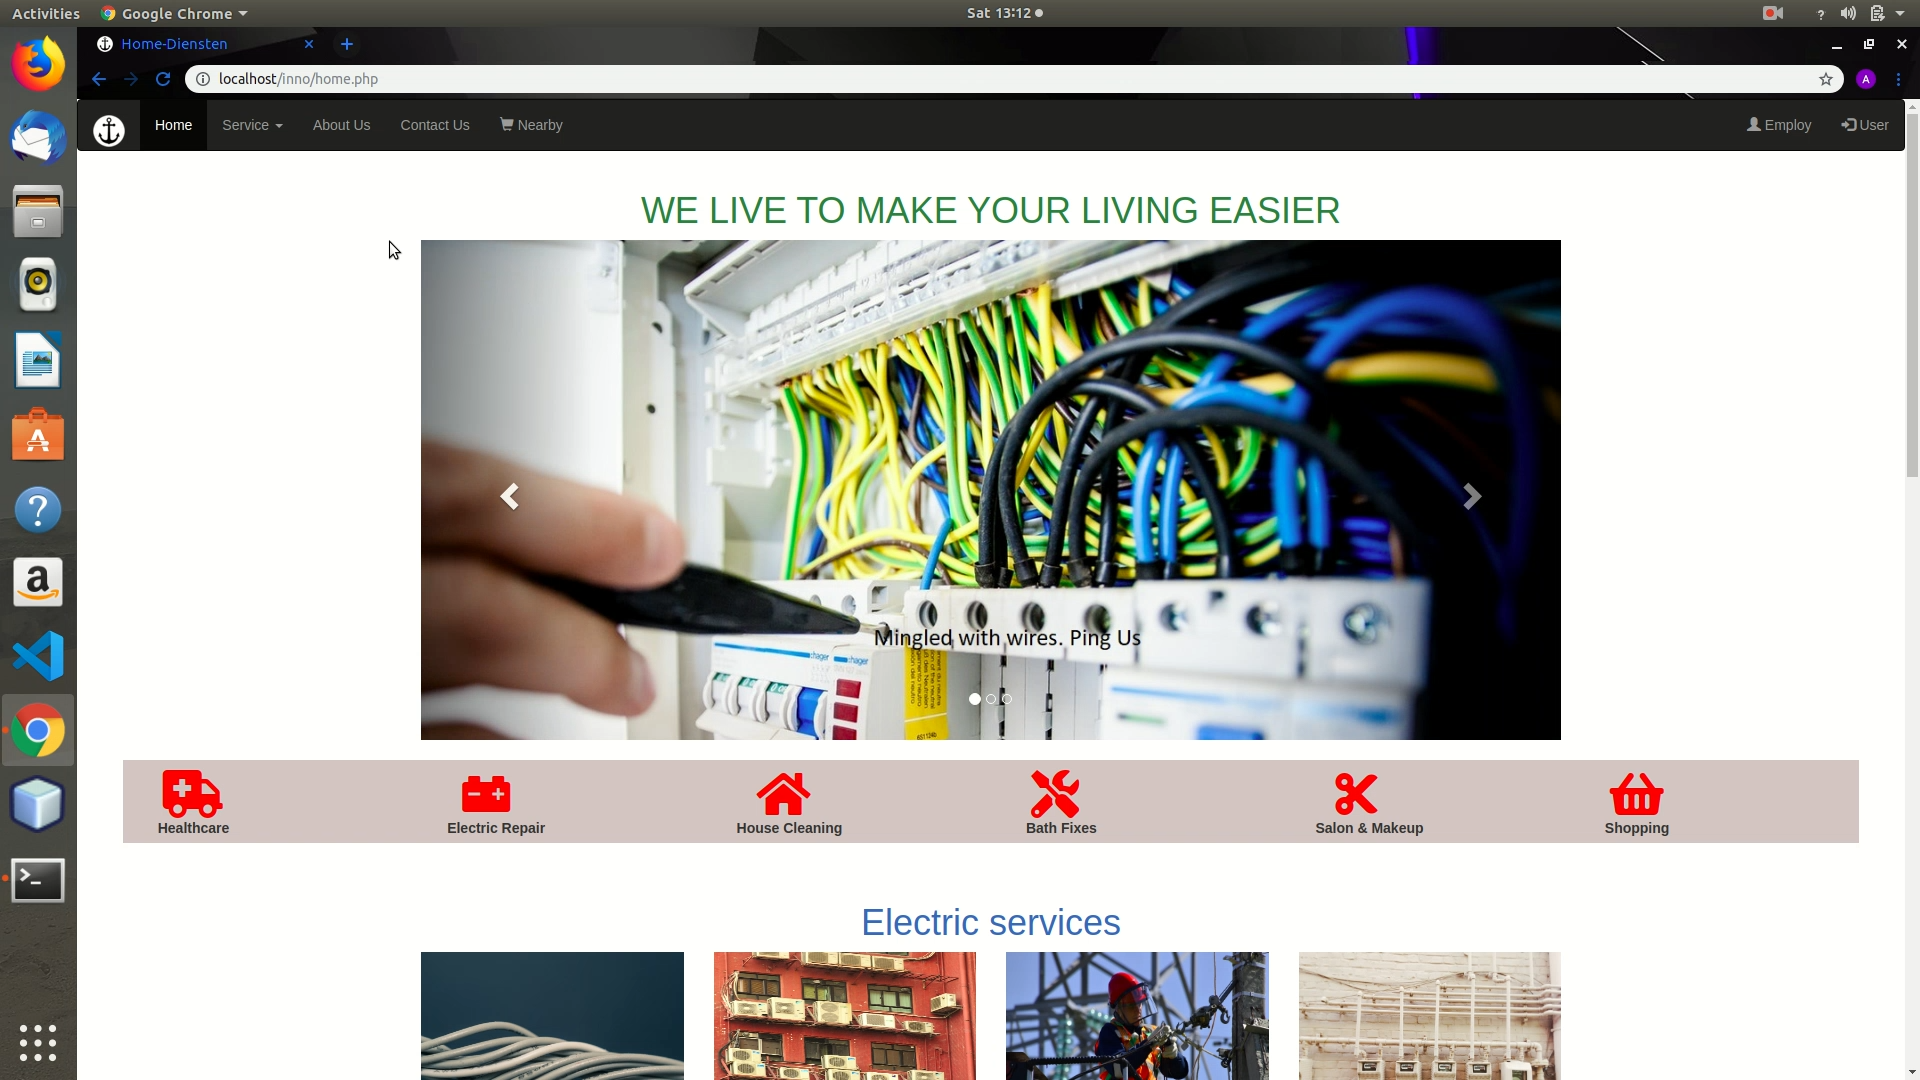 Activities Google Chrome Sat 13:12
Home-Diensten
localhost/inno/home.php A
Home Service About Us Contact Us Nearby Employ User
WE LIVE TO MAKE YOUR LIVING EASIER
Mingled with wires. Ping Us
hager hager
Healthcare Electric Repair House Cleaning Bath Fixes Salon & Makeup Shopping
Electric services